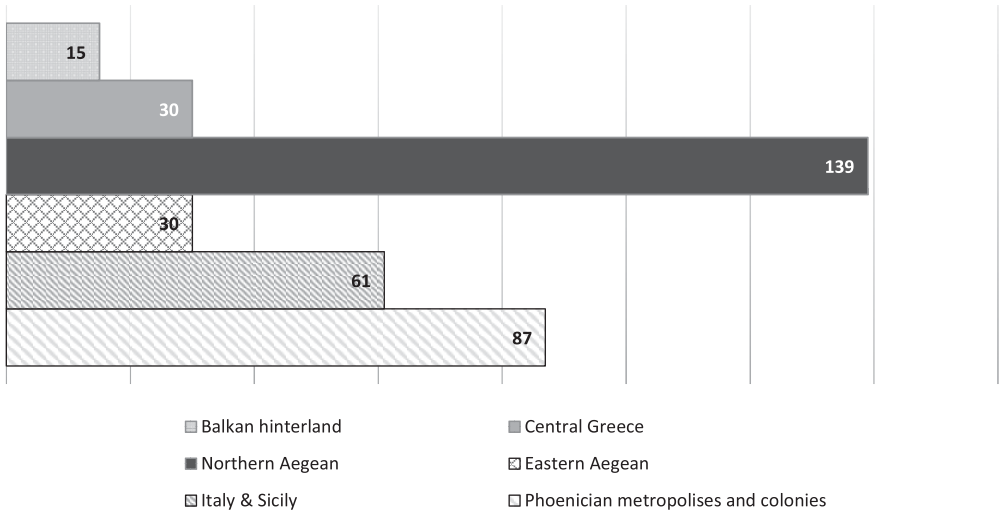 15
30
139
30
61
87
Balkan hinterland
Central Greece
Northern Aegean
Eastern Aegean
Italy & Sicily
Phoenician metropolises and colonies